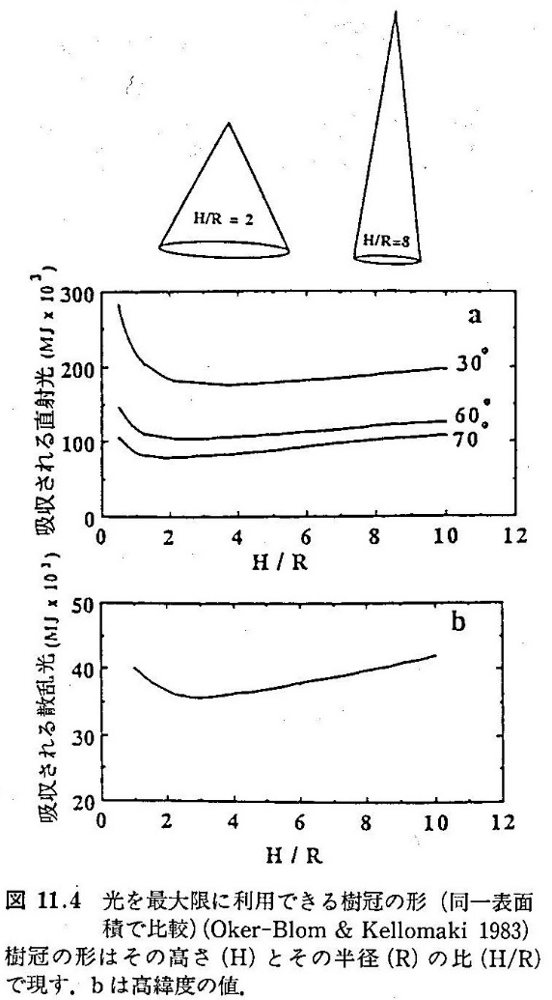 H/R = 2
H/R=8
吸収される直射光 (MJ x 10³)
300
200
100
0
a
30°
60°
70°
0 2 4 6 8 10 12
H / R
吸収される散乱光 (MJ x 10³)
50
40
30
20
b
0 2 4 6 8 10 12
H / R
図 11.4 光を最大限に利用できる樹冠の形 (同一表面
積で比較) (Oker-Blom & Kellomaki 1983)
樹冠の形はその高さ (H) とその半径 (R) の比 (H/R)
で現す. bは高緯度の値.